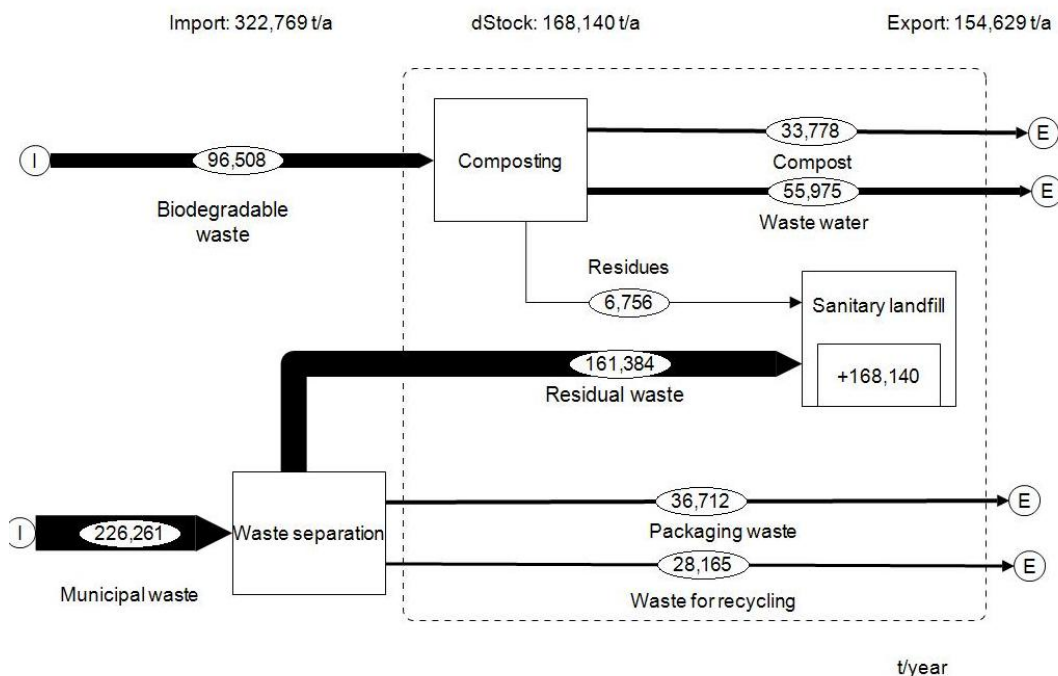 Import: 322,769 t/a
dStock: 168,140 t/a
Export: 154,629 t/a
I
96,508
Biodegradable
waste
Composting
33,778
Compost
E
55,975
Waste water
E
Residues
6,756
Sanitary landfill
+168,140
161,384
Residual waste
I
226,261
Municipal waste
Waste separation
36,712
Packaging waste
E
28,165
Waste for recycling
E
t/year